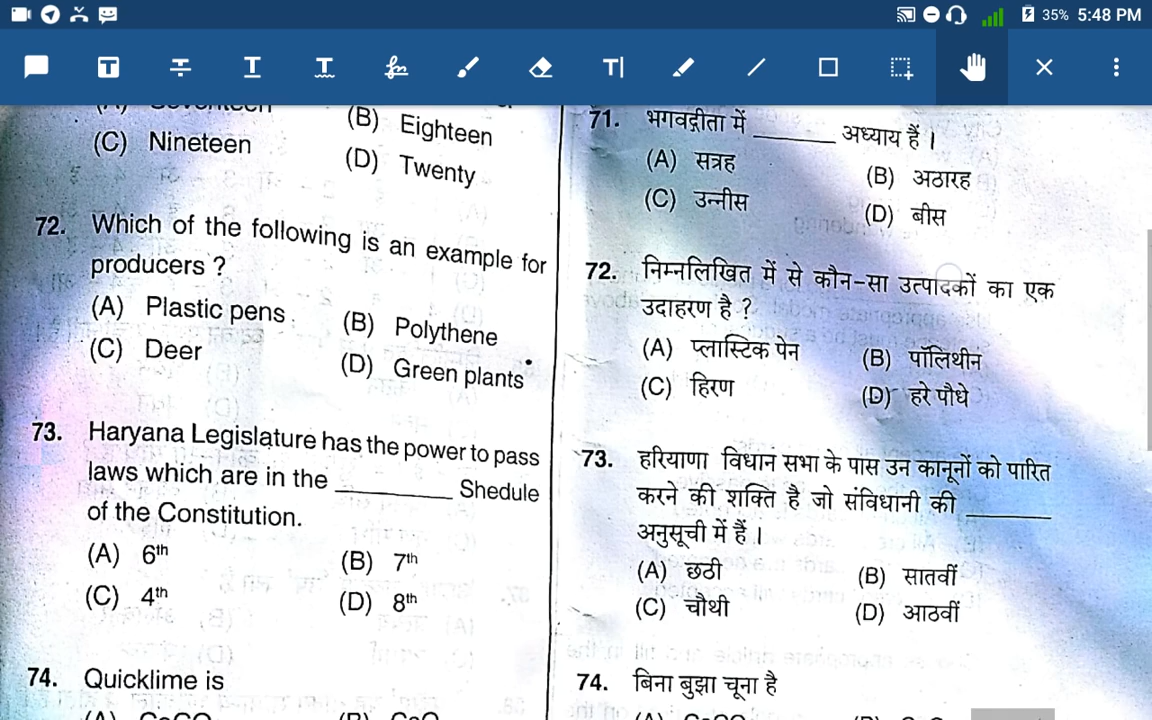 35% 5:48 PM
(A) Seventeen
(B) Eighteen
(C) Nineteen
(D) Twenty
72. Which of the following is an example for
producers ?
(A) Plastic pens
(B) Polythene
(C) Deer
(D) Green plants
73. Haryana Legislature has the power to pass
laws which are in the ________ Shedule
of the Constitution.
(A) 6th
(B) 7th
(C) 4th
(D) 8th
74. Quicklime is
71. भगवद्गीता में ________ अध्याय हैं ।
(A) सत्रह
(B) अठारह
(C) उन्नीस
(D) बीस
72. निम्नलिखित में से कौन-सा उत्पादकों का एक
उदाहरण है ?
(A) प्लास्टिक पेन
(B) पॉलिथीन
(C) हिरण
(D) हरे पौधे
73. हरियाणा विधान सभा के पास उन कानूनों को पारित
करने की शक्ति है जो संविधानी की ________
अनुसूची में हैं ।
(A) छठी
(B) सातवीं
(C) चौथी
(D) आठवीं
74. बिना बुझा चूना है